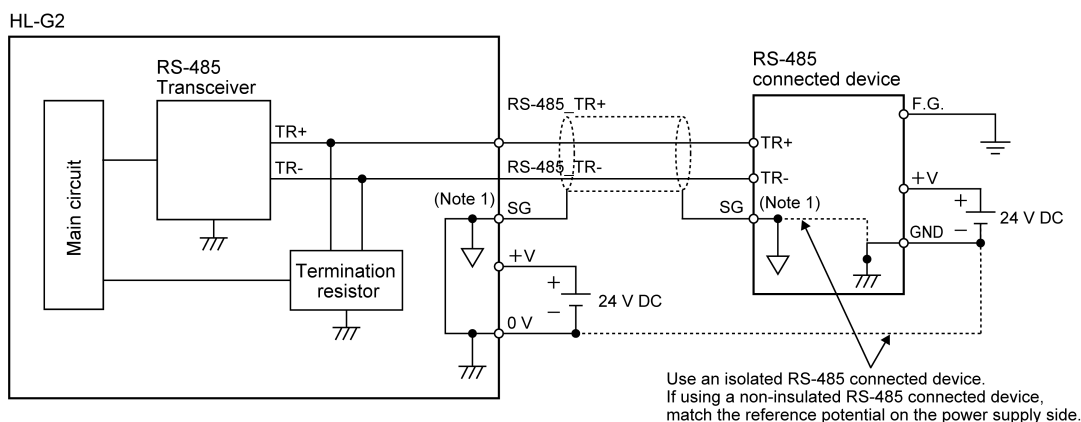 HL-G2
RS-485
Transceiver
Main circuit
TR+
TR-
Termination
resistor
RS-485_TR+
RS-485_TR-
(Note 1)
SG
+V
+
−
24 V DC
0 V
RS-485
connected device
F.G.
TR+
TR-
SG
(Note 1)
+V
+
−
24 V DC
GND
Use an isolated RS-485 connected device.
If using a non-insulated RS-485 connected device,
match the reference potential on the power supply side.